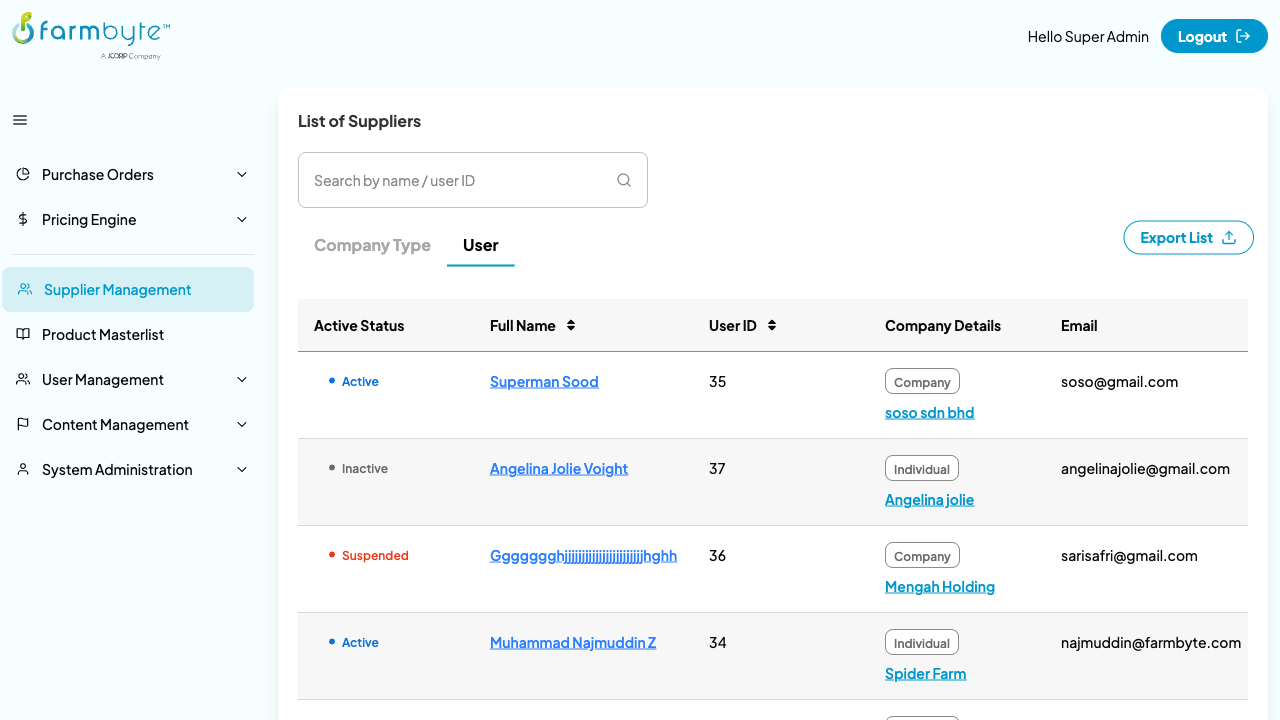 farmbyte™
A JCORP Company
Hello Super Admin
Logout
Purchase Orders
Pricing Engine
Supplier Management
Product Masterlist
User Management
Content Management
System Administration
List of Suppliers
Search by name / user ID
Company Type
User
Export List
Active Status Full Name User ID Company Details Email
Active Superman Sood 35 Company soso@gmail.com
soso sdn bhd
Inactive Angelina Jolie Voight 37 Individual angelinajolie@gmail.com
Angelina jolie
Suspended 36 Company sarisafri@gmail.com
Mengah Holding
Active Muhammad Najmuddin Z 34 Individual najmuddin@farmbyte.com
Spider Farm